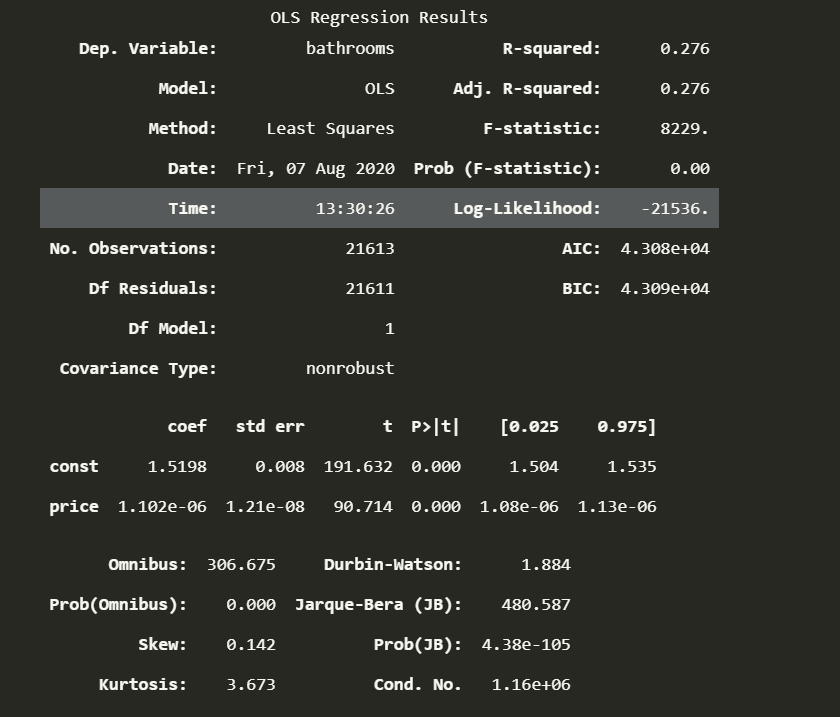 OLS Regression Results
Dep. Variable: bathrooms R-squared: 0.276
Model: OLS Adj. R-squared: 0.276
Method: Least Squares F-statistic: 8229.
Date: Fri, 07 Aug 2020 Prob (F-statistic): 0.00
Time: 13:30:26 Log-Likelihood: -21536.
No. Observations: 21613 AIC: 4.308e+04
Df Residuals: 21611 BIC: 4.309e+04
Df Model: 1
Covariance Type: nonrobust
coef std err t P>|t| [0.025 0.975]
const 1.5198 0.008 191.632 0.000 1.504 1.535
price 1.102e-06 1.21e-08 90.714 0.000 1.08e-06 1.13e-06
Omnibus: 306.675 Durbin-Watson: 1.884
Prob(Omnibus): 0.000 Jarque-Bera (JB): 480.587
Skew: 0.142 Prob(JB): 4.38e-105
Kurtosis: 3.673 Cond. No. 1.16e+06